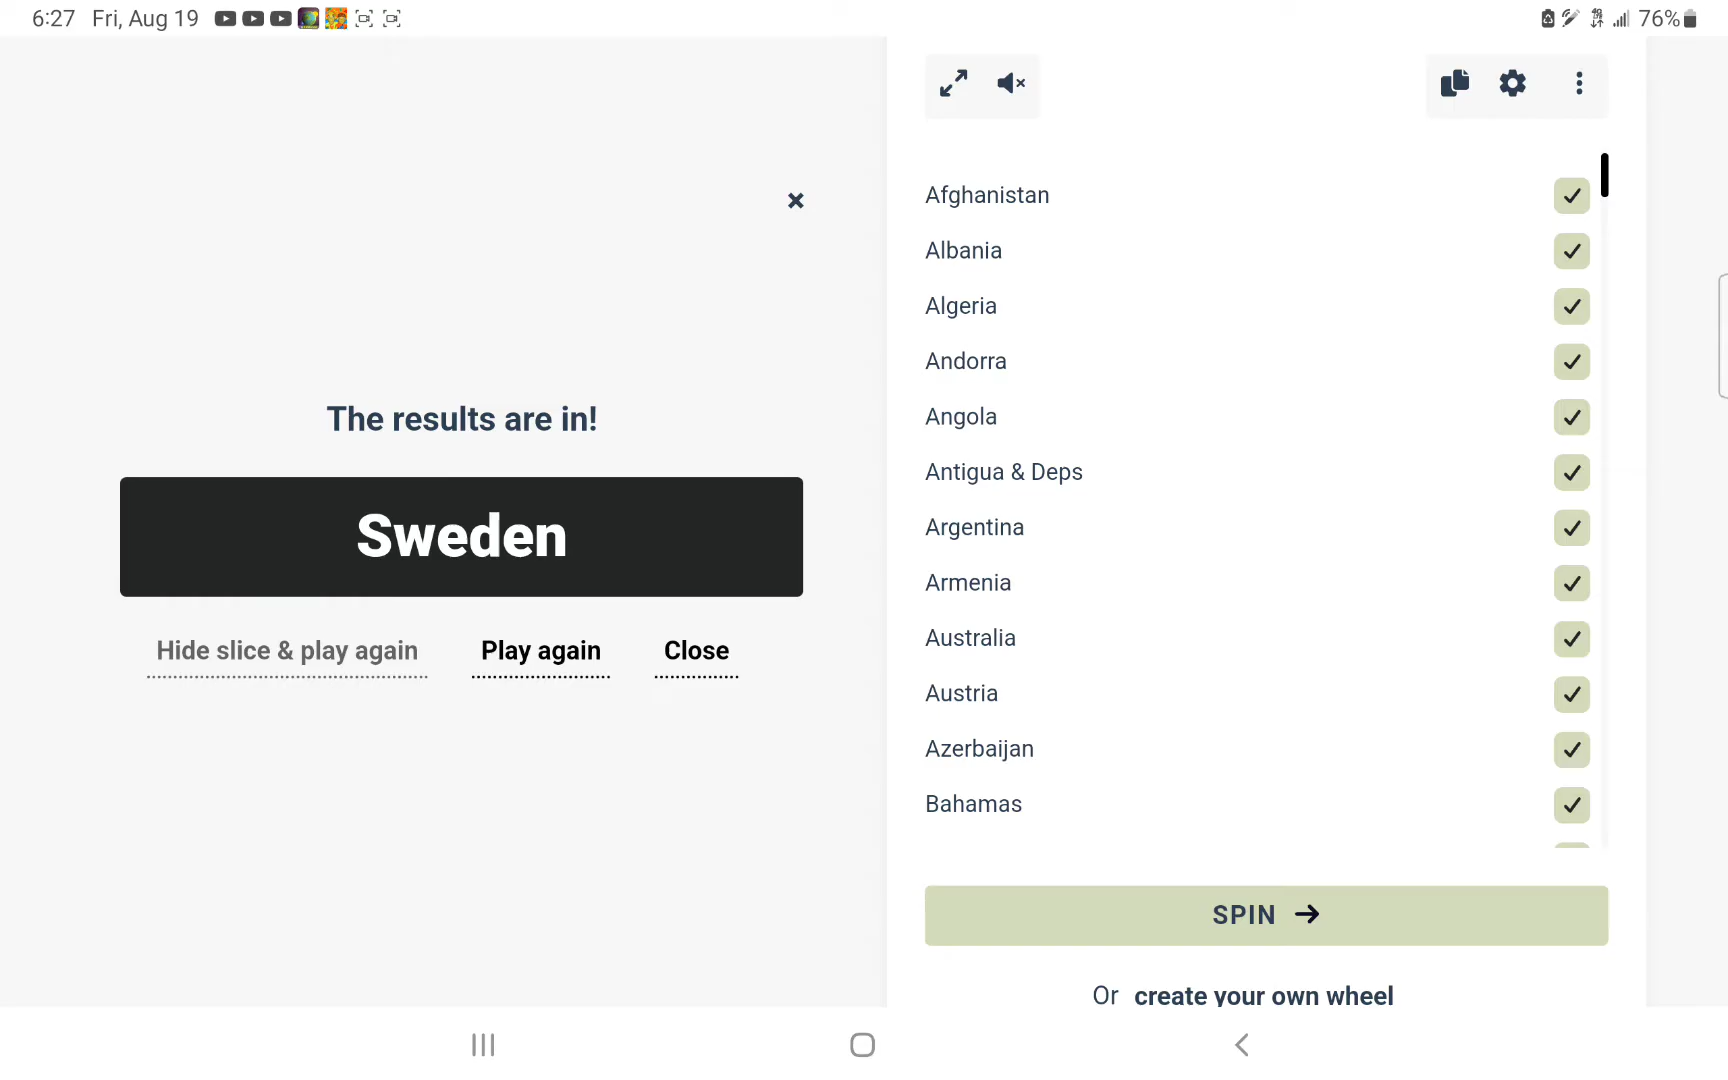 6:27 Fri, Aug 19
76%
The results are in!
Sweden
Hide slice & play again
Play again
Close
Afghanistan
Albania
Algeria
Andorra
Angola
Antigua & Deps
Argentina
Armenia
Australia
Austria
Azerbaijan
Bahamas
SPIN →
Or create your own wheel